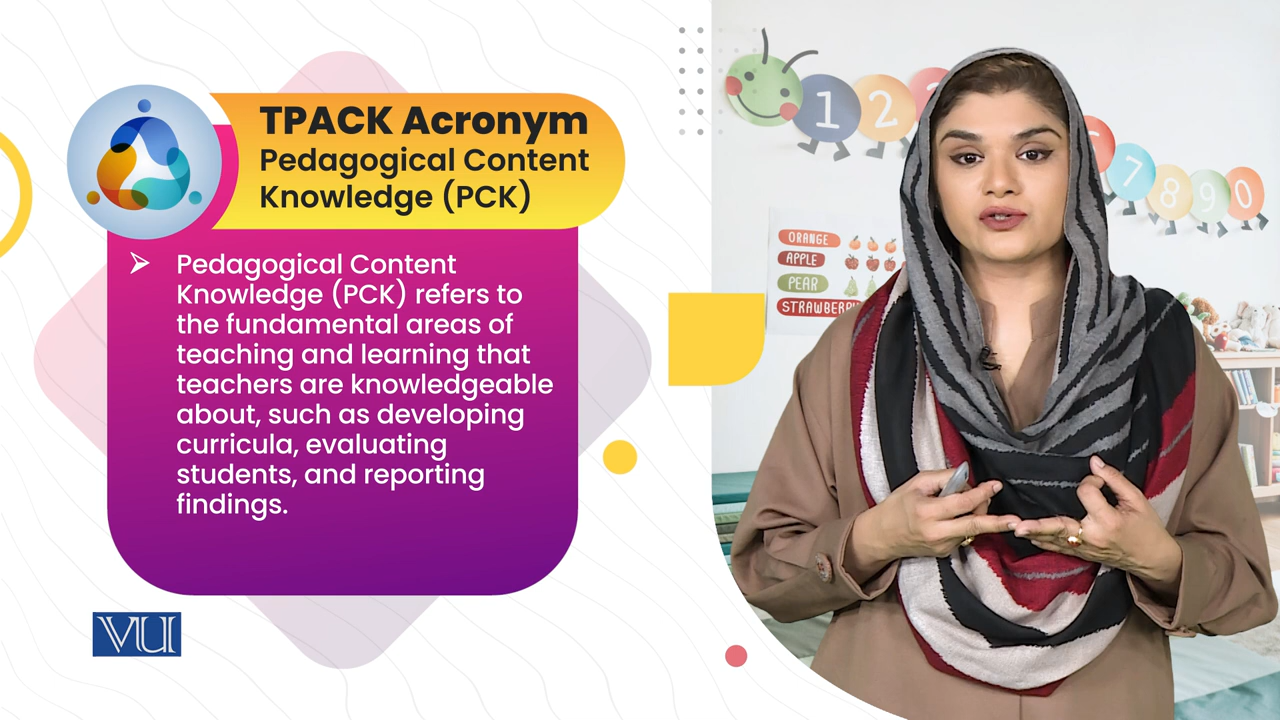 TPACK Acronym
Pedagogical Content
Knowledge (PCK)
Pedagogical Content
Knowledge (PCK) refers to
the fundamental areas of
teaching and learning that
teachers are knowledgeable
about, such as developing
curricula, evaluating
students, and reporting
findings.
VU
1 2
7 8 9 0
ORANGE
APPLE
PEAR